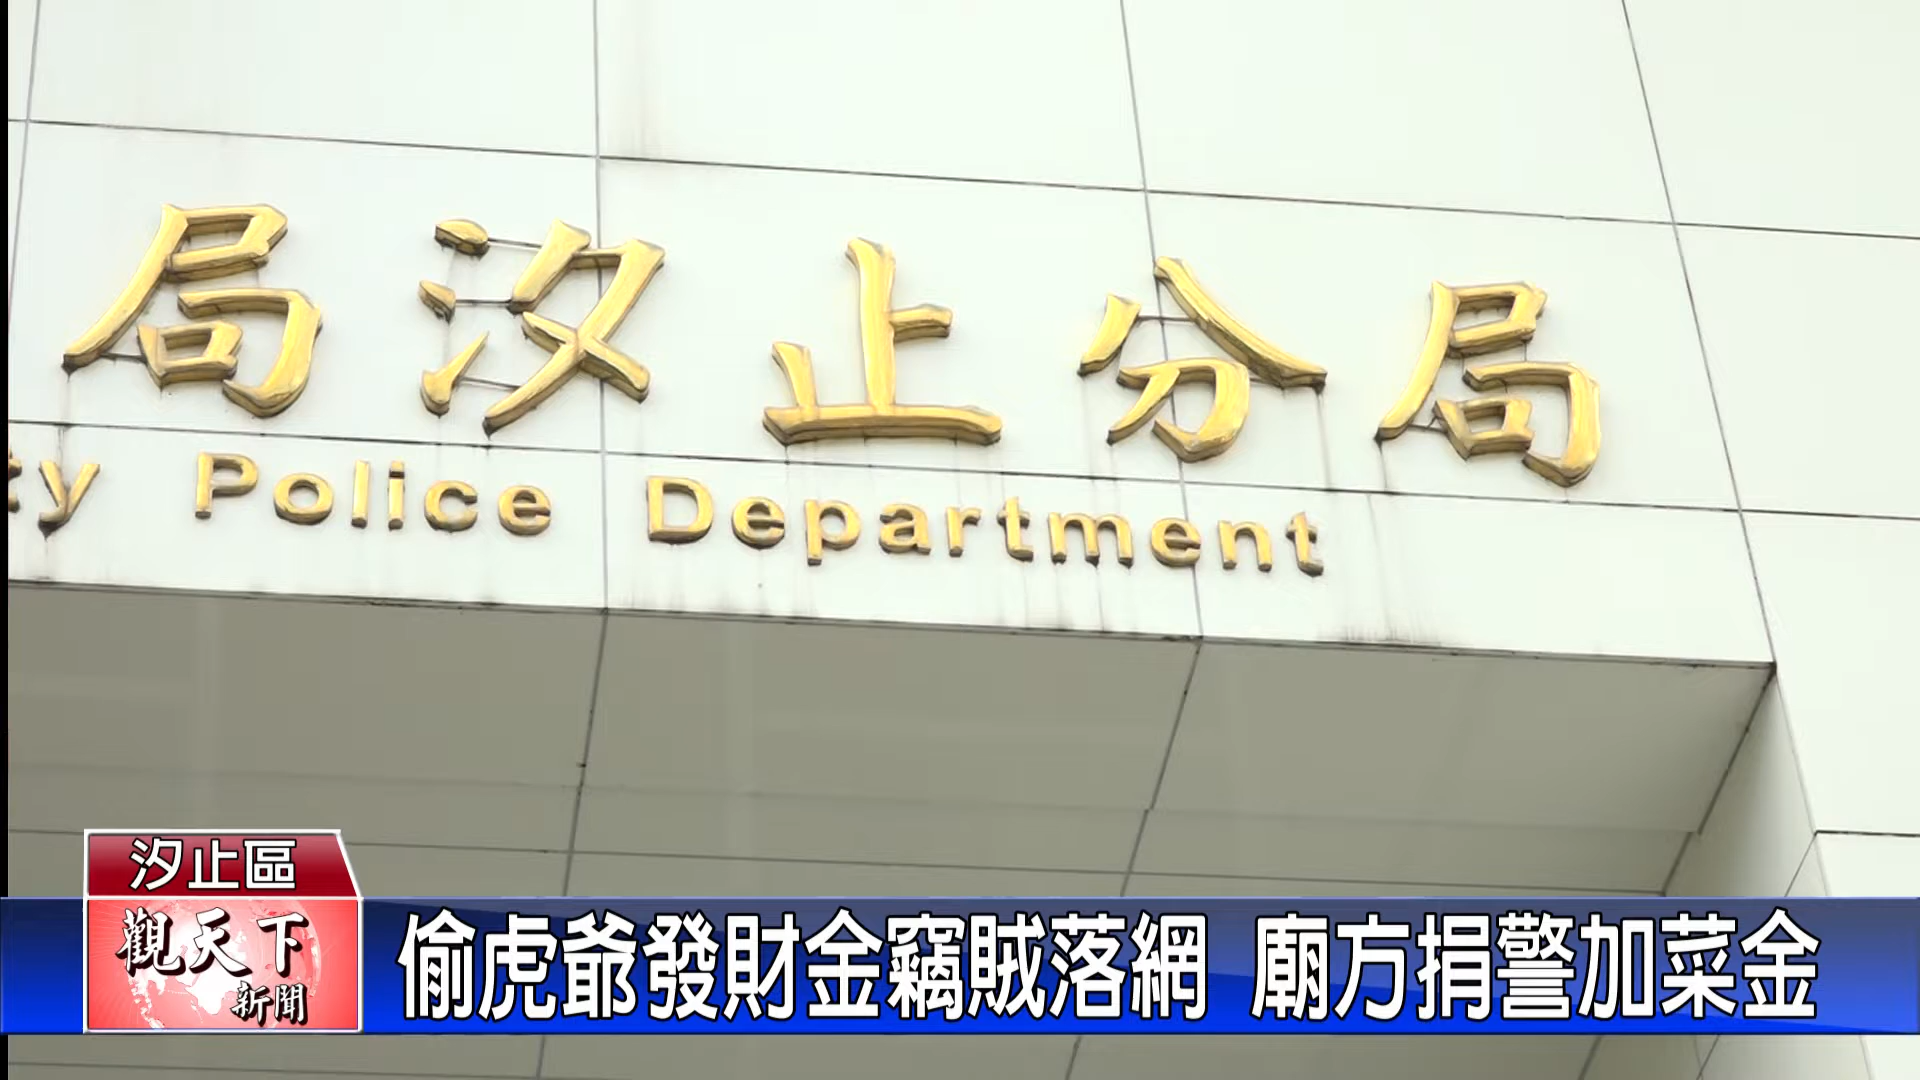 局汐止分局
ty Police Department
汐止區
觀天下
新聞
偷虎爺發財金竊賊落網 廟方捐警加菜金